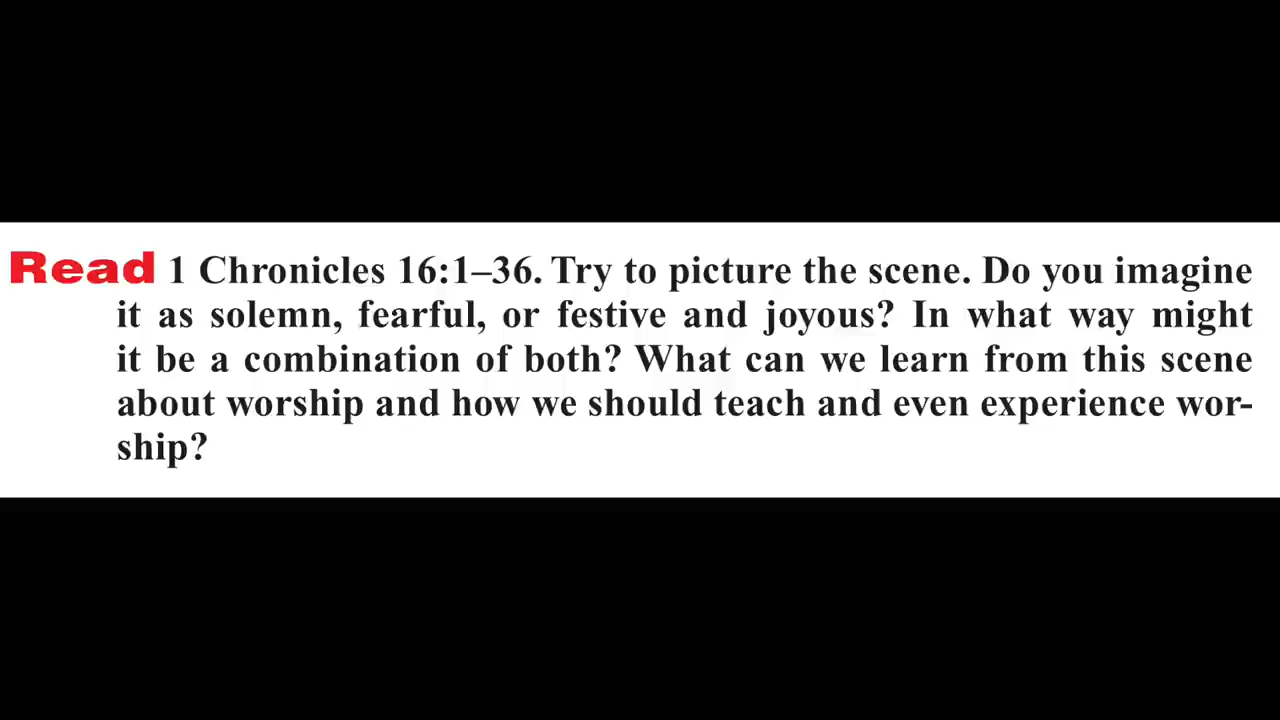 Read 1 Chronicles 16:1–36. Try to picture the scene. Do you imagine
it as solemn, fearful, or festive and joyous? In what way might
it be a combination of both? What can we learn from this scene
about worship and how we should teach and even experience wor-
ship?